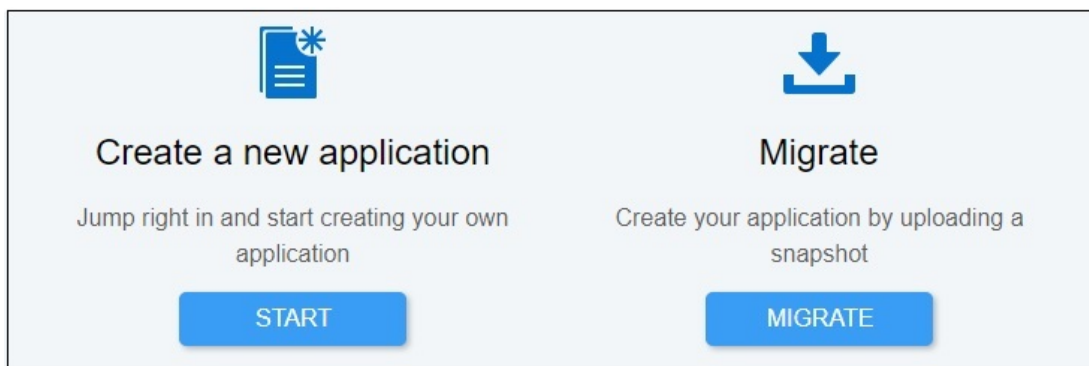 Create a new application
Jump right in and start creating your own
application
START
Migrate
Create your application by uploading a
snapshot
MIGRATE